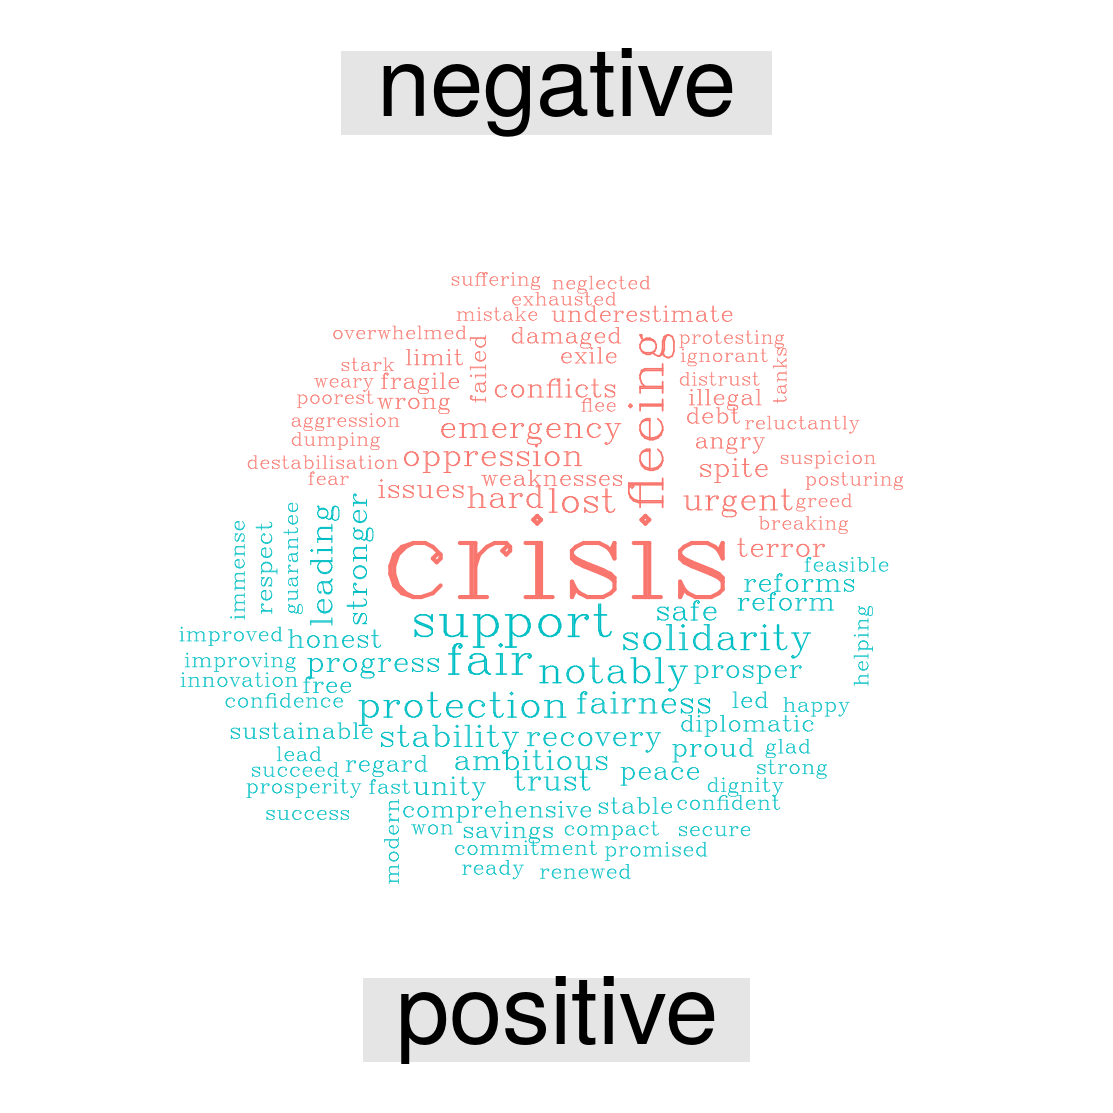 negative
suffering neglected
exhausted
mistake underestimate
overwhelmed damaged protesting
failed fleeing
stark limit exile ignorant tanks
weary fragile conflicts distrust
poorest wrong flee illegal
aggression emergency debt reluctantly
dumping angry
destabilisation oppression spite suspicion
fear issues weaknesses posturing
hard lost urgent greed
breaking
crisis terror
immense respect guarantee leading stronger
feasible
reforms
support safe reform
improved honest solidarity helping
improving progress fair notably prosper
innovation free
confidence protection fairness led happy
sustainable stability recovery diplomatic
lead ambitious proud glad
succeed regard trust peace strong
prosperity fast unity dignity
success modern comprehensive stable confident
won savings compact secure
commitment promised
ready renewed
positive